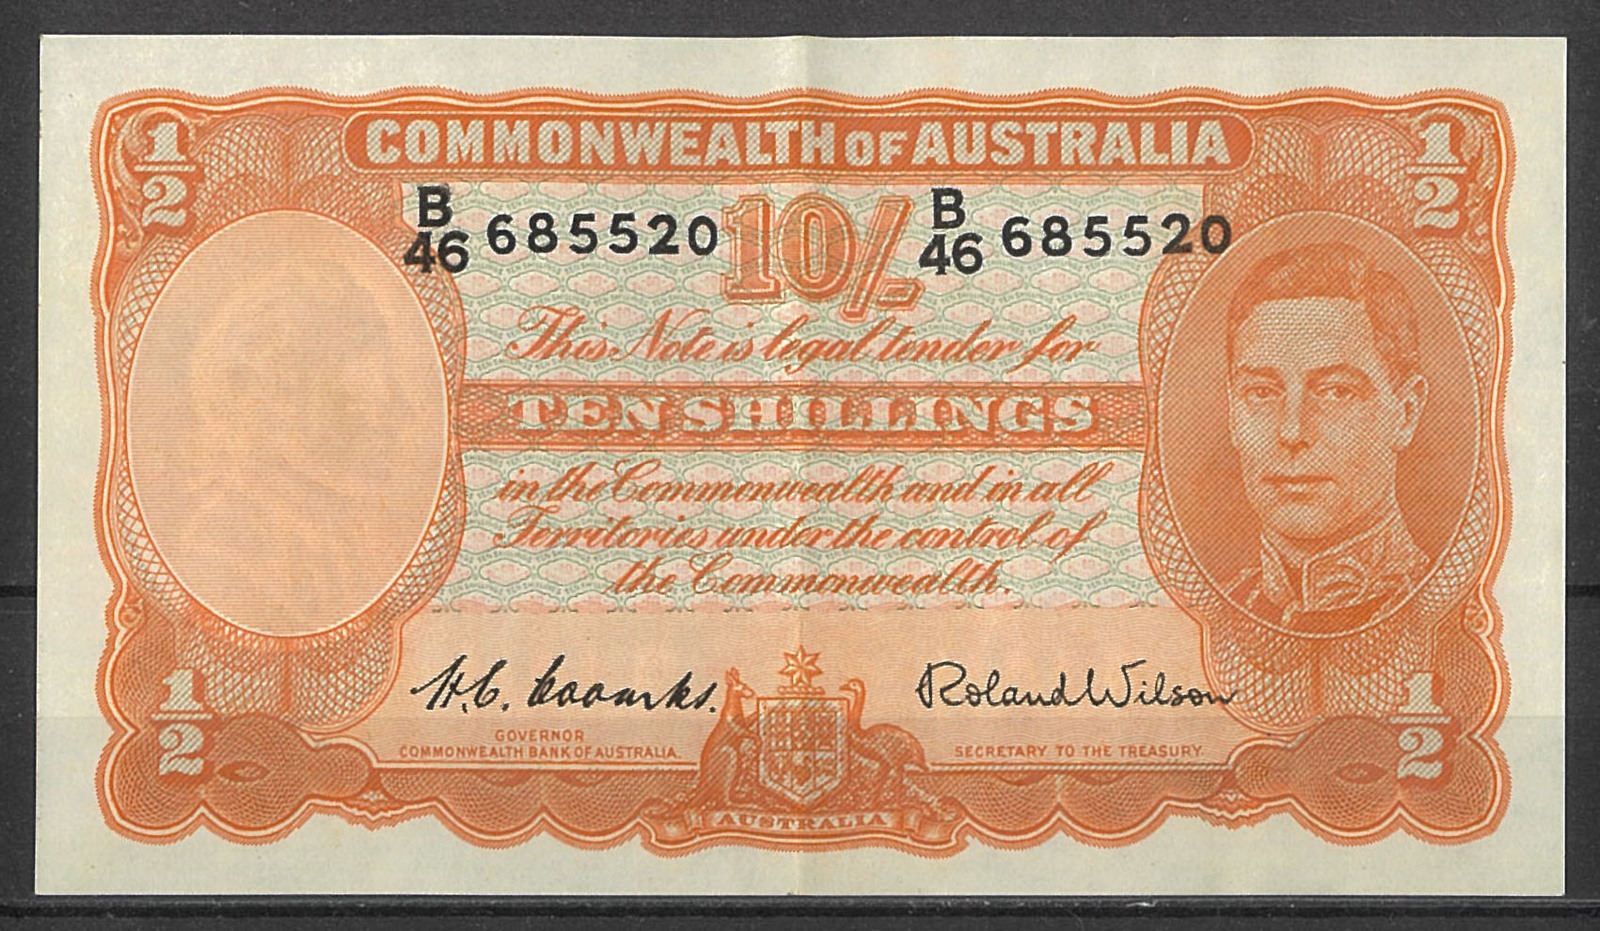 COMMONWEALTH OF AUSTRALIA
1/2
1/2
B/46 685520 10/- B/46 685520
This Note is legal tender for
TEN SHILLINGS
in the Commonwealth and in all
Territories under the control of
the Commonwealth.
H.C. Coombs. Roland Wilson
GOVERNOR
COMMONWEALTH BANK OF AUSTRALIA. SECRETARY TO THE TREASURY.
1/2
1/2
AUSTRALIA